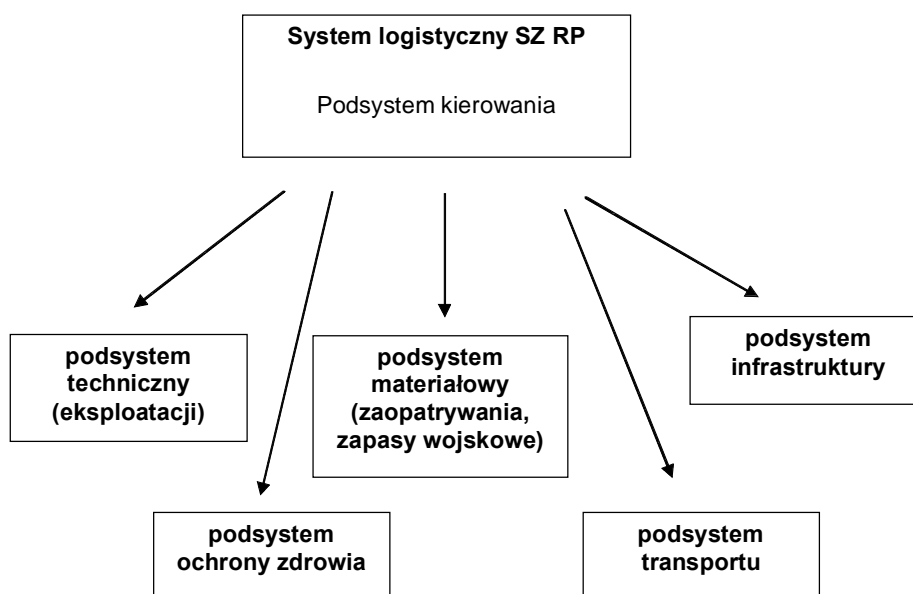 System logistyczny SZ RP
Podsystem kierowania
podsystem
techniczny
(eksploatacji)
podsystem
materiałowy
(zaopatrywania,
zapasy wojskowe)
podsystem
infrastruktury
podsystem
ochrony zdrowia
podsystem
transportu